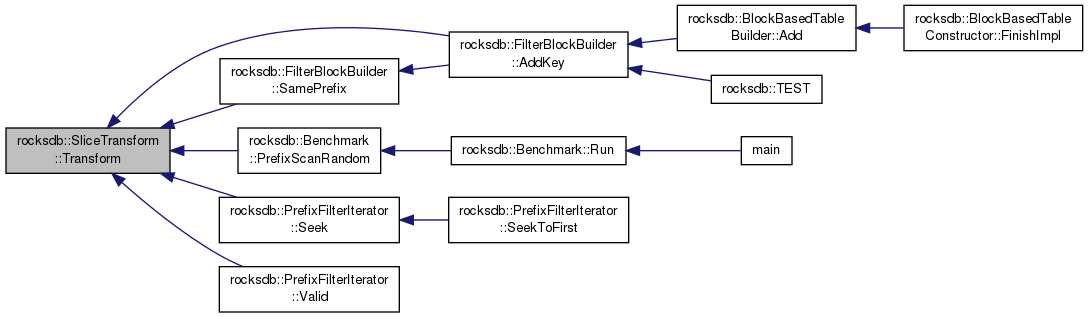 rocksdb::SliceTransform
::Transform
rocksdb::FilterBlockBuilder
::AddKey
rocksdb::FilterBlockBuilder
::SamePrefix
rocksdb::BlockBasedTable
Builder::Add
rocksdb::BlockBasedTable
Constructor::FinishImpl
rocksdb::TEST
rocksdb::Benchmark
::PrefixScanRandom
rocksdb::Benchmark::Run
main
rocksdb::PrefixFilterIterator
::Seek
rocksdb::PrefixFilterIterator
::SeekToFirst
rocksdb::PrefixFilterIterator
::Valid